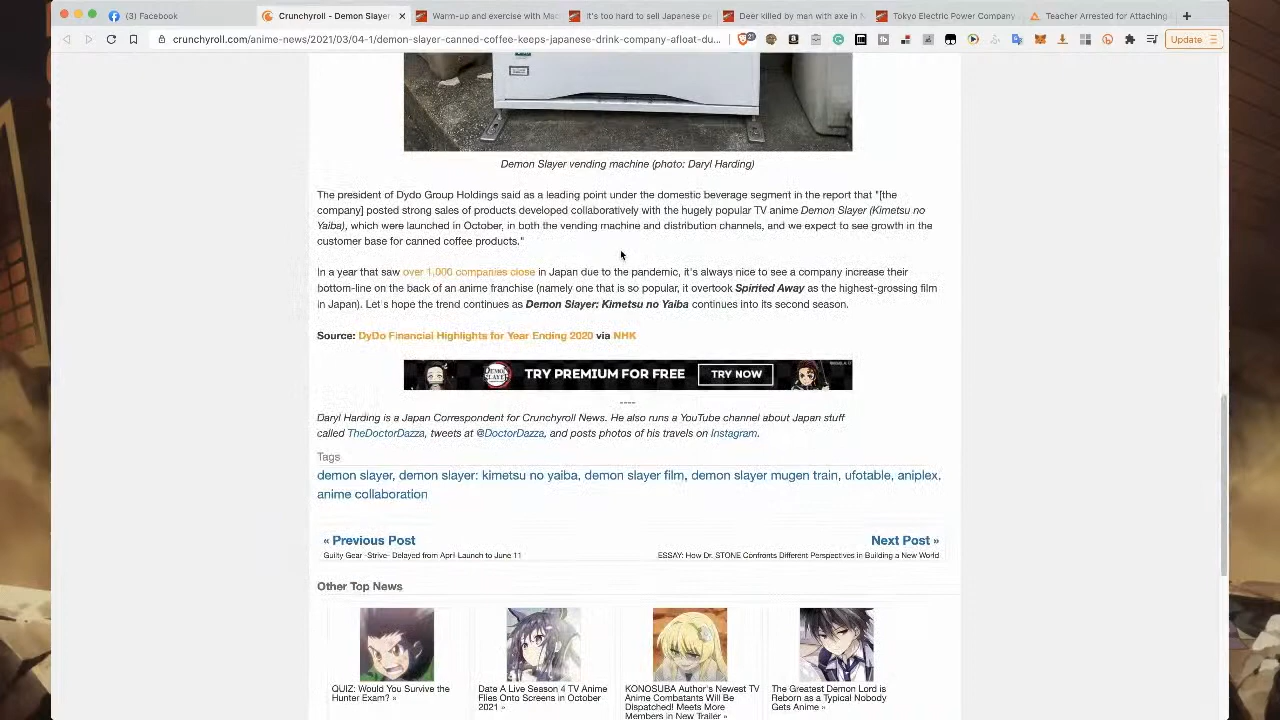 (3) Facebook
Crunchyroll - Demon Slayer
Warm-up and exercise with Mac
It's too hard to sell Japanese pe
Deer killed by man with axe in N
Tokyo Electric Power Company
Teacher Arrested for Attaching
crunchyroll.com/anime-news/2021/03/04-1/demon-slayer-canned-coffee-keeps-japanese-drink-company-afloat-du...
Update
Demon Slayer vending machine (photo: Daryl Harding)
The president of Dydo Group Holdings said as a leading point under the domestic beverage segment in the report that "[the
company] posted strong sales of products developed collaboratively with the hugely popular TV anime Demon Slayer (Kimetsu no
Yaiba), which were launched in October, in both the vending machine and distribution channels, and we expect to see growth in the
customer base for canned coffee products."
In a year that saw over 1,000 companies close in Japan due to the pandemic, it's always nice to see a company increase their
bottom-line on the back of an anime franchise (namely one that is so popular, it overtook Spirited Away as the highest-grossing film
in Japan). Let's hope the trend continues as Demon Slayer: Kimetsu no Yaiba continues into its second season.
Source: DyDo Financial Highlights for Year Ending 2020 via NHK
DEMON SLAYER TRY PREMIUM FOR FREE TRY NOW
----
Daryl Harding is a Japan Correspondent for Crunchyroll News. He also runs a YouTube channel about Japan stuff
called TheDoctorDazza, tweets at @DoctorDazza, and posts photos of his travels on Instagram.
Tags
demon slayer, demon slayer: kimetsu no yaiba, demon slayer film, demon slayer mugen train, ufotable, aniplex,
anime collaboration
« Previous Post
Next Post »
Guilty Gear -Strive- Delayed from April Launch to June 11
ESSAY: How Dr. STONE Confronts Different Perspectives in Building a New World
Other Top News
QUIZ: Would You Survive the
Hunter Exam? »
Date A Live Season 4 TV Anime
Flies Onto Screens in October
2021 »
KONOSUBA Author's Newest TV
Anime Combatants Will Be
Dispatched! Meets More
Members in New Trailer »
The Greatest Demon Lord is
Reborn as a Typical Nobody
Gets Anime »